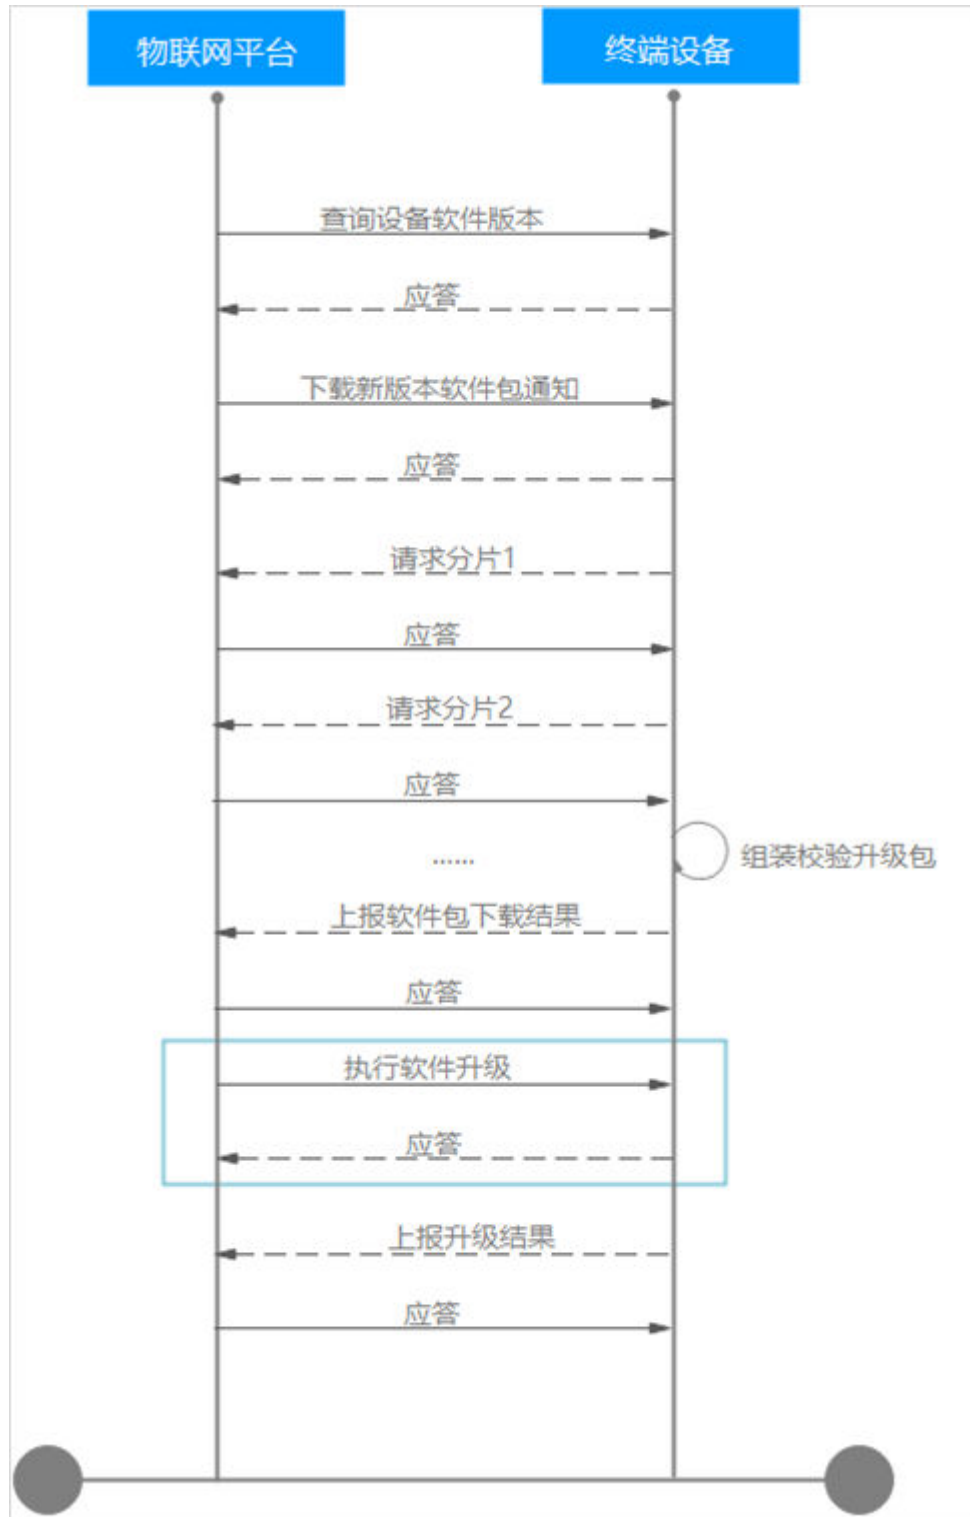 物联网平台
终端设备
查询设备软件版本
应答
下载新版本软件包通知
应答
请求分片1
应答
请求分片2
应答
......
组装校验升级包
上报软件包下载结果
应答
执行软件升级
应答
上报升级结果
应答